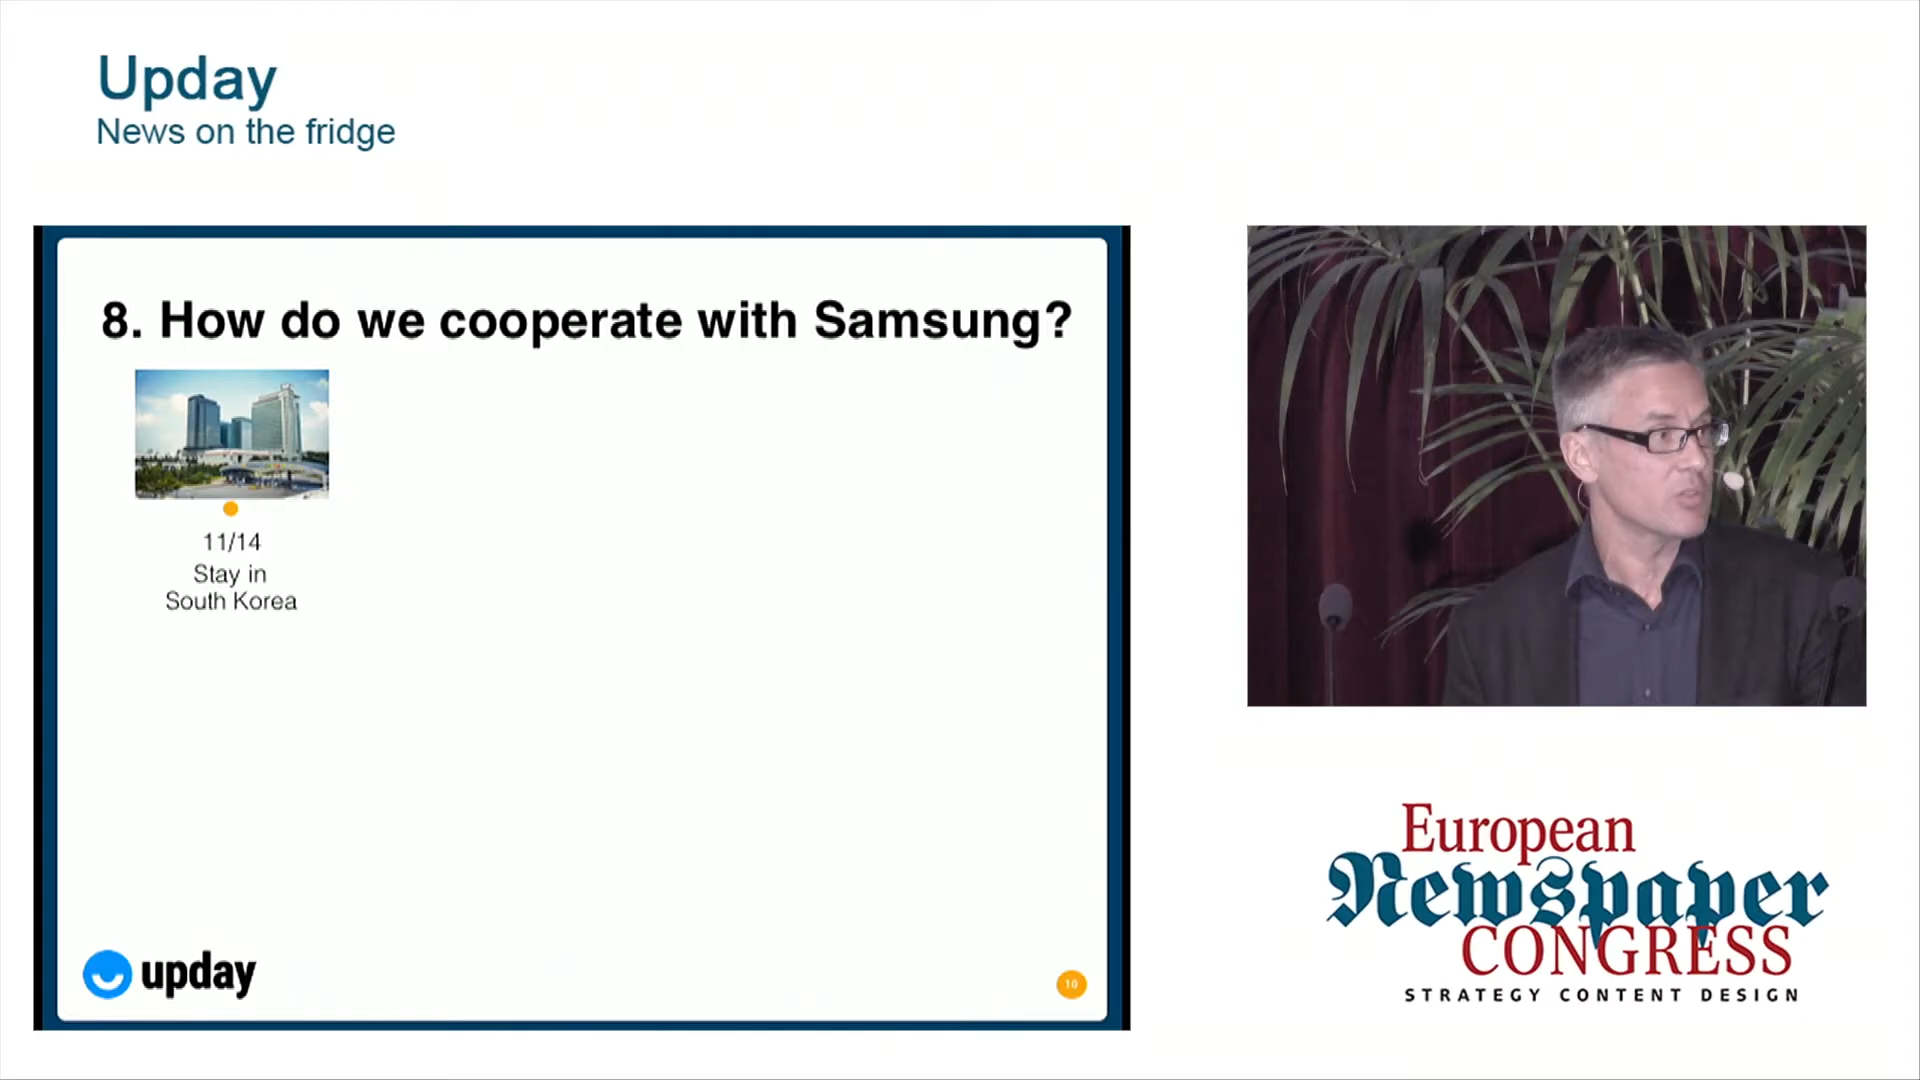 Upday
News on the fridge
8. How do we cooperate with Samsung?
11/14
Stay in
South Korea
upday
10
European
Newspaper
CONGRESS
STRATEGY CONTENT DESIGN